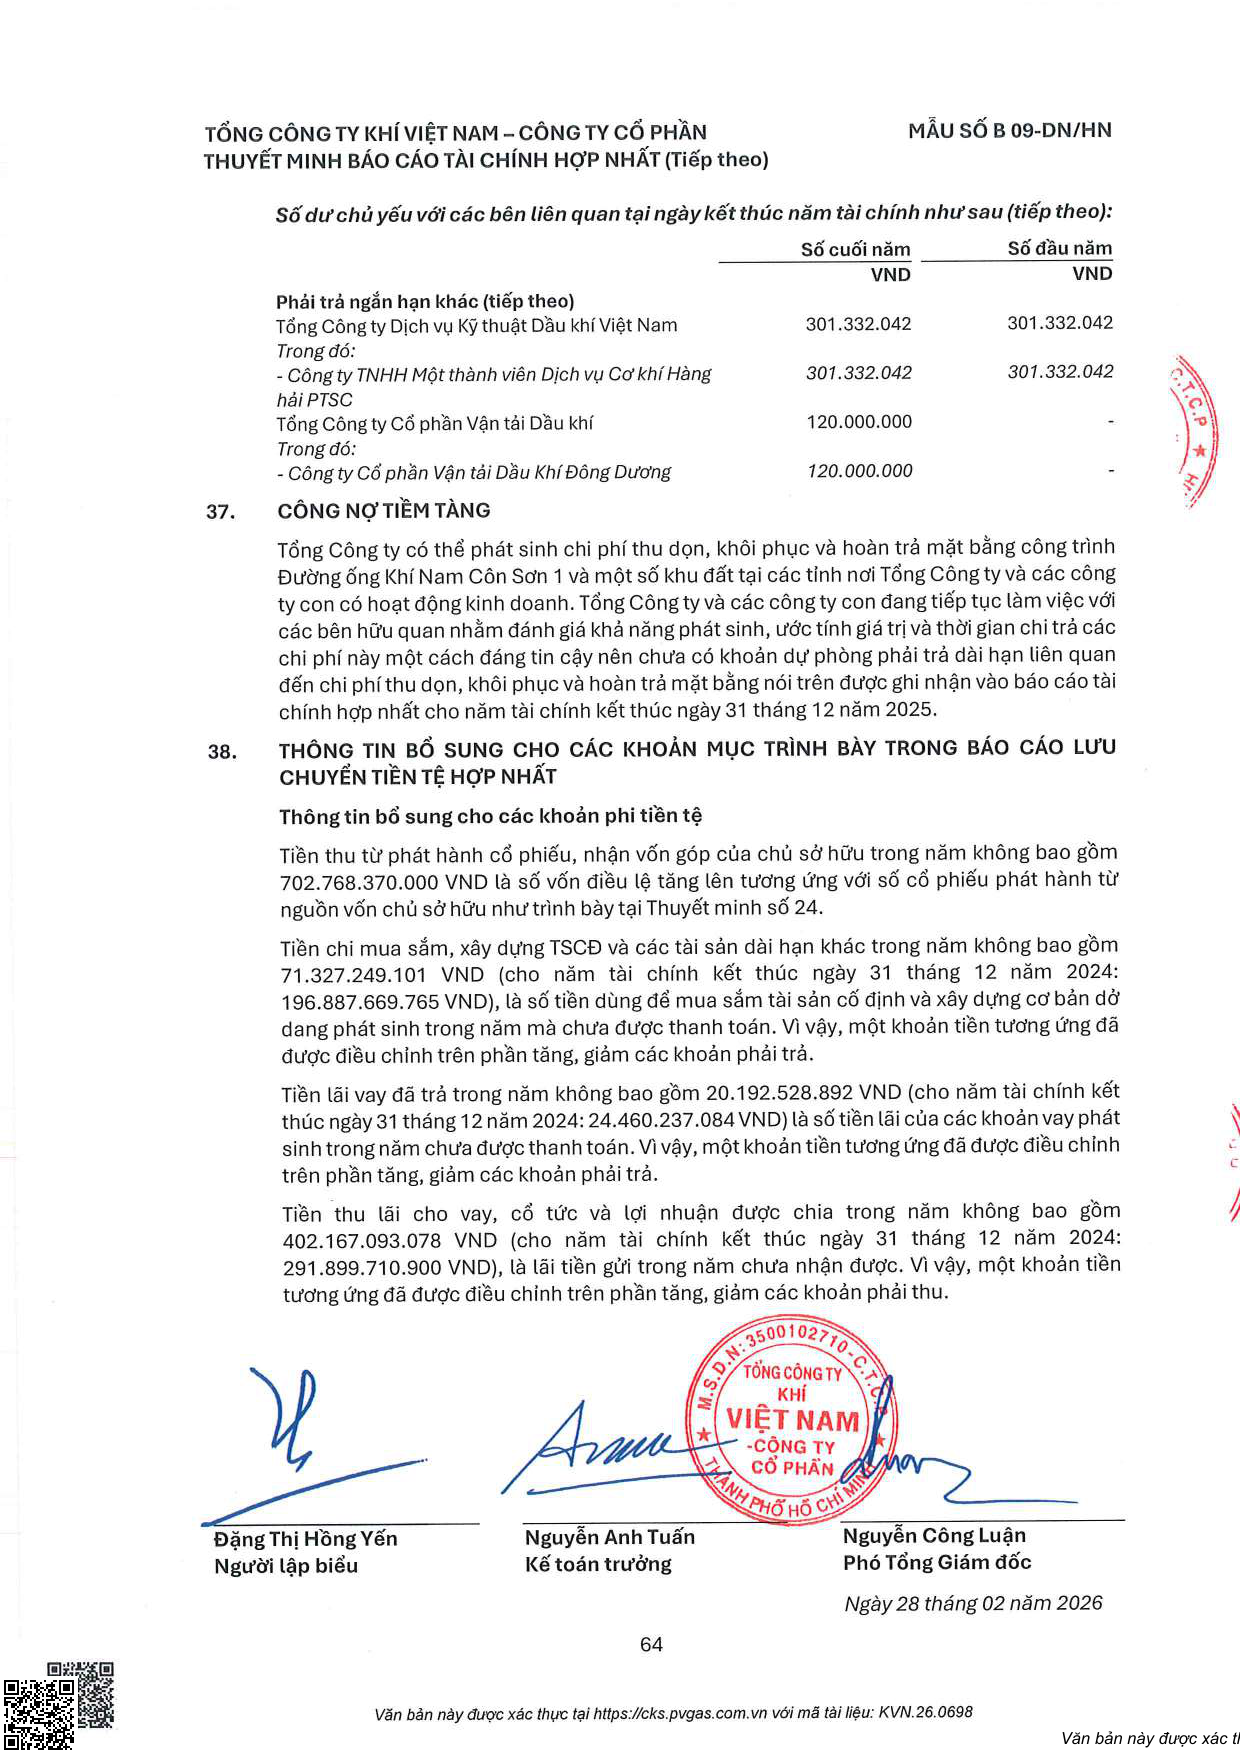 TỔNG CÔNG TY KHÍ VIỆT NAM – CÔNG TY CỔ PHẦN
MẪU SỐ B 09-DN/HN
THUYẾT MINH BÁO CÁO TÀI CHÍNH HỢP NHẤT (Tiếp theo)
Số dư chủ yếu với các bên liên quan tại ngày kết thúc năm tài chính như sau (tiếp theo):
Số cuối năm Số đầu năm
VND VND
Phải trả ngắn hạn khác (tiếp theo)
Tổng Công ty Dịch vụ Kỹ thuật Dầu khí Việt Nam 301.332.042 301.332.042
Trong đó:
- Công ty TNHH Một thành viên Dịch vụ Cơ khí Hàng 301.332.042 301.332.042
hải PTSC
Tổng Công ty Cổ phần Vận tải Dầu khí 120.000.000 -
Trong đó:
- Công ty Cổ phần Vận tải Dầu Khí Đông Dương 120.000.000 -
37. CÔNG NỢ TIỀM TÀNG
Tổng Công ty có thể phát sinh chi phí thu dọn, khôi phục và hoàn trả mặt bằng công trình
Đường ống Khí Nam Côn Sơn 1 và một số khu đất tại các tỉnh nơi Tổng Công ty và các công
ty con có hoạt động kinh doanh. Tổng Công ty và các công ty con đang tiếp tục làm việc với
các bên hữu quan nhằm đánh giá khả năng phát sinh, ước tính giá trị và thời gian chi trả các
chi phí này một cách đáng tin cậy nên chưa có khoản dự phòng phải trả dài hạn liên quan
đến chi phí thu dọn, khôi phục và hoàn trả mặt bằng nói trên được ghi nhận vào báo cáo tài
chính hợp nhất cho năm tài chính kết thúc ngày 31 tháng 12 năm 2025.
38. THÔNG TIN BỔ SUNG CHO CÁC KHOẢN MỤC TRÌNH BÀY TRONG BÁO CÁO LƯU
CHUYỂN TIỀN TỆ HỢP NHẤT
Thông tin bổ sung cho các khoản phi tiền tệ
Tiền thu từ phát hành cổ phiếu, nhận vốn góp của chủ sở hữu trong năm không bao gồm
702.768.370.000 VND là số vốn điều lệ tăng lên tương ứng với số cổ phiếu phát hành từ
nguồn vốn chủ sở hữu như trình bày tại Thuyết minh số 24.
Tiền chi mua sắm, xây dựng TSCĐ và các tài sản dài hạn khác trong năm không bao gồm
71.327.249.101 VND (cho năm tài chính kết thúc ngày 31 tháng 12 năm 2024:
196.887.669.765 VND), là số tiền dùng để mua sắm tài sản cố định và xây dựng cơ bản dở
dang phát sinh trong năm mà chưa được thanh toán. Vì vậy, một khoản tiền tương ứng đã
được điều chỉnh trên phần tăng, giảm các khoản phải trả.
Tiền lãi vay đã trả trong năm không bao gồm 20.192.528.892 VND (cho năm tài chính kết
thúc ngày 31 tháng 12 năm 2024: 24.460.237.084 VND) là số tiền lãi của các khoản vay phát
sinh trong năm chưa được thanh toán. Vì vậy, một khoản tiền tương ứng đã được điều chỉnh
trên phần tăng, giảm các khoản phải trả.
Tiền thu lãi cho vay, cổ tức và lợi nhuận được chia trong năm không bao gồm
402.167.093.078 VND (cho năm tài chính kết thúc ngày 31 tháng 12 năm 2024:
291.899.710.900 VND), là lãi tiền gửi trong năm chưa nhận được. Vì vậy, một khoản tiền
tương ứng đã được điều chỉnh trên phần tăng, giảm các khoản phải thu.
M.S.D.N: 3500102710-C.T.C.P
TỔNG CÔNG TY
KHÍ
VIỆT NAM
-CÔNG TY
CỔ PHẦN
THÀNH PHỐ HỒ CHÍ MINH
Đặng Thị Hồng Yến
Người lập biểu
Nguyễn Anh Tuấn
Kế toán trưởng
Nguyễn Công Luận
Phó Tổng Giám đốc
Ngày 28 tháng 02 năm 2026
64
Văn bản này được xác thực tại https://cks.pvgas.com.vn với mã tài liệu: KVN.26.0698
Văn bản này được xác